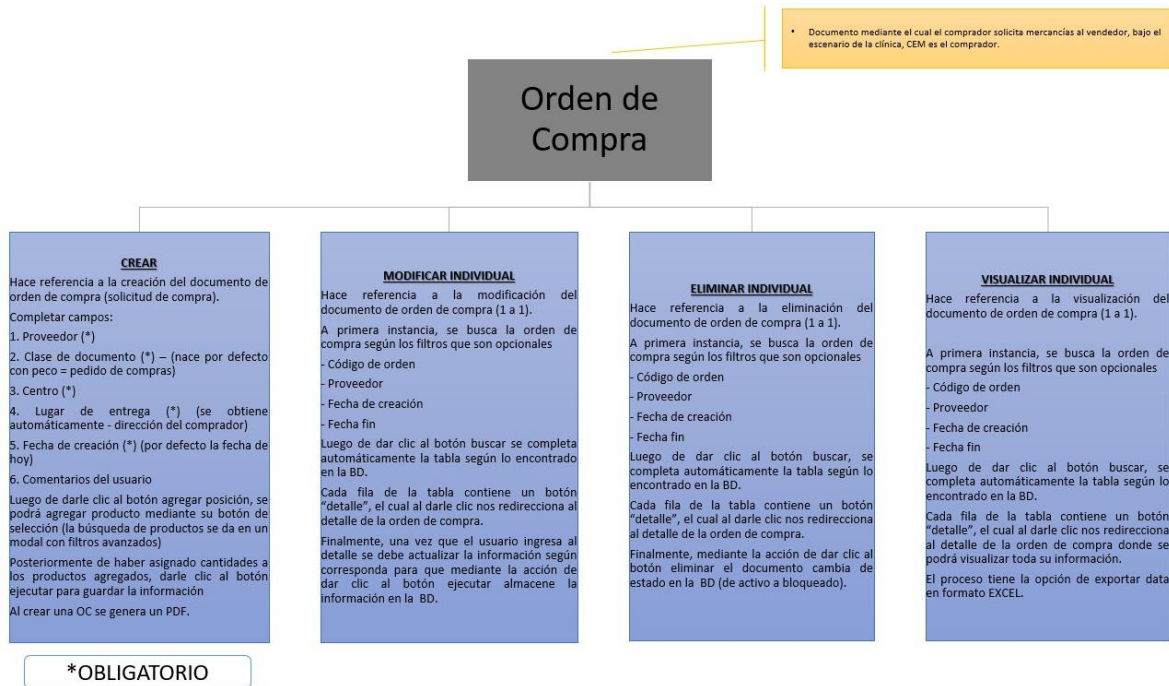 • Documento mediante el cual el comprador solicita mercancías al vendedor, bajo el
escenario de la clínica, CEM es el comprador.
Orden de
Compra
CREAR
Hace referencia a la creación del documento de
orden de compra (solicitud de compra).
Completar campos:
1. Proveedor (*)
2. Clase de documento (*) – (nace por defecto
con peco = pedido de compras)
3. Centro (*)
4. Lugar de entrega (*) (se obtiene
automáticamente - dirección del comprador)
5. Fecha de creación (*) (por defecto la fecha de
hoy)
6. Comentarios del usuario
Luego de darle clic al botón agregar posición, se
podrá agregar producto mediante su botón de
selección (la búsqueda de productos se da en un
modal con filtros avanzados)
Posteriormente de haber asignado cantidades a
los productos agregados, darle clic al botón
ejecutar para guardar la información
Al crear una OC se genera un PDF.
MODIFICAR INDIVIDUAL
Hace referencia a la modificación del
documento de orden de compra (1 a 1).
A primera instancia, se busca la orden de
compra según los filtros que son opcionales
- Código de orden
- Proveedor
- Fecha de creación
- Fecha fin
Luego de dar clic al botón buscar se completa
automáticamente la tabla según lo encontrado
en la BD.
Cada fila de la tabla contiene un botón
“detalle”, el cual al darle clic nos redirecciona al
detalle de la orden de compra.
Finalmente, una vez que el usuario ingresa al
detalle se debe actualizar la información según
corresponda para que mediante la acción de
dar clic al botón ejecutar almacene la
información en la BD.
ELIMINAR INDIVIDUAL
Hace referencia a la eliminación del
documento de orden de compra (1 a 1).
A primera instancia, se busca la orden de
compra según los filtros que son opcionales
- Código de orden
- Proveedor
- Fecha de creación
- Fecha fin
Luego de dar clic al botón buscar, se
completa automáticamente la tabla según lo
encontrado en la BD.
Cada fila de la tabla contiene un botón
“detalle”, el cual al darle clic nos redirecciona
al detalle de la orden de compra.
Finalmente, mediante la acción de dar clic al
botón eliminar el documento cambia de
estado en la BD (de activo a bloqueado).
VISUALIZAR INDIVIDUAL
Hace referencia a la visualización del
documento de orden de compra (1 a 1).
A primera instancia, se busca la orden de
compra según los filtros que son opcionales
- Código de orden
- Proveedor
- Fecha de creación
- Fecha fin
Luego de dar clic al botón buscar, se
completa automáticamente la tabla según lo
encontrado en la BD.
Cada fila de la tabla contiene un botón
“detalle”, el cual al darle clic nos redirecciona
al detalle de la orden de compra donde se
podrá visualizar toda su información.
El proceso tiene la opción de exportar data
en formato EXCEL.
*OBLIGATORIO